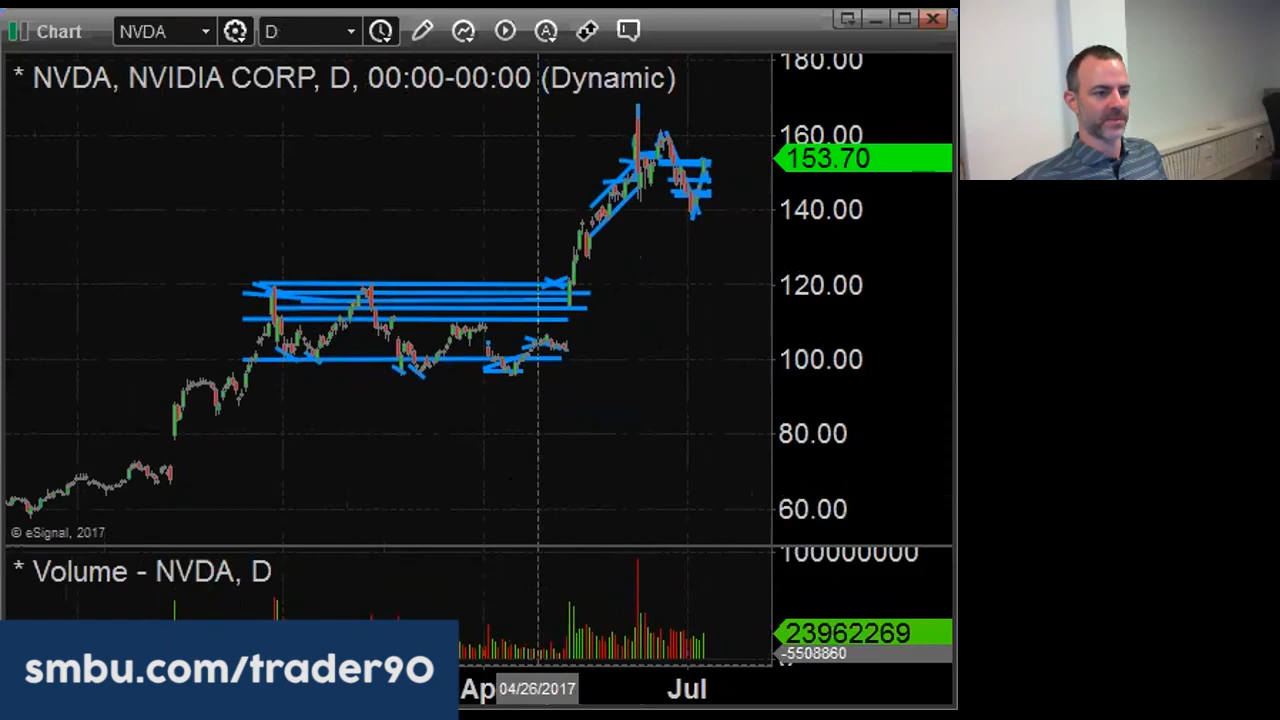 Chart NVDA D
* NVDA, NVIDIA CORP, D, 00:00-00:00 (Dynamic)
180.00
160.00
153.70
140.00
120.00
100.00
80.00
60.00
© eSignal, 2017
* Volume - NVDA, D
100000000
23962269
-5508860
smbu.com/trader90
Ap 04/26/2017 Jul